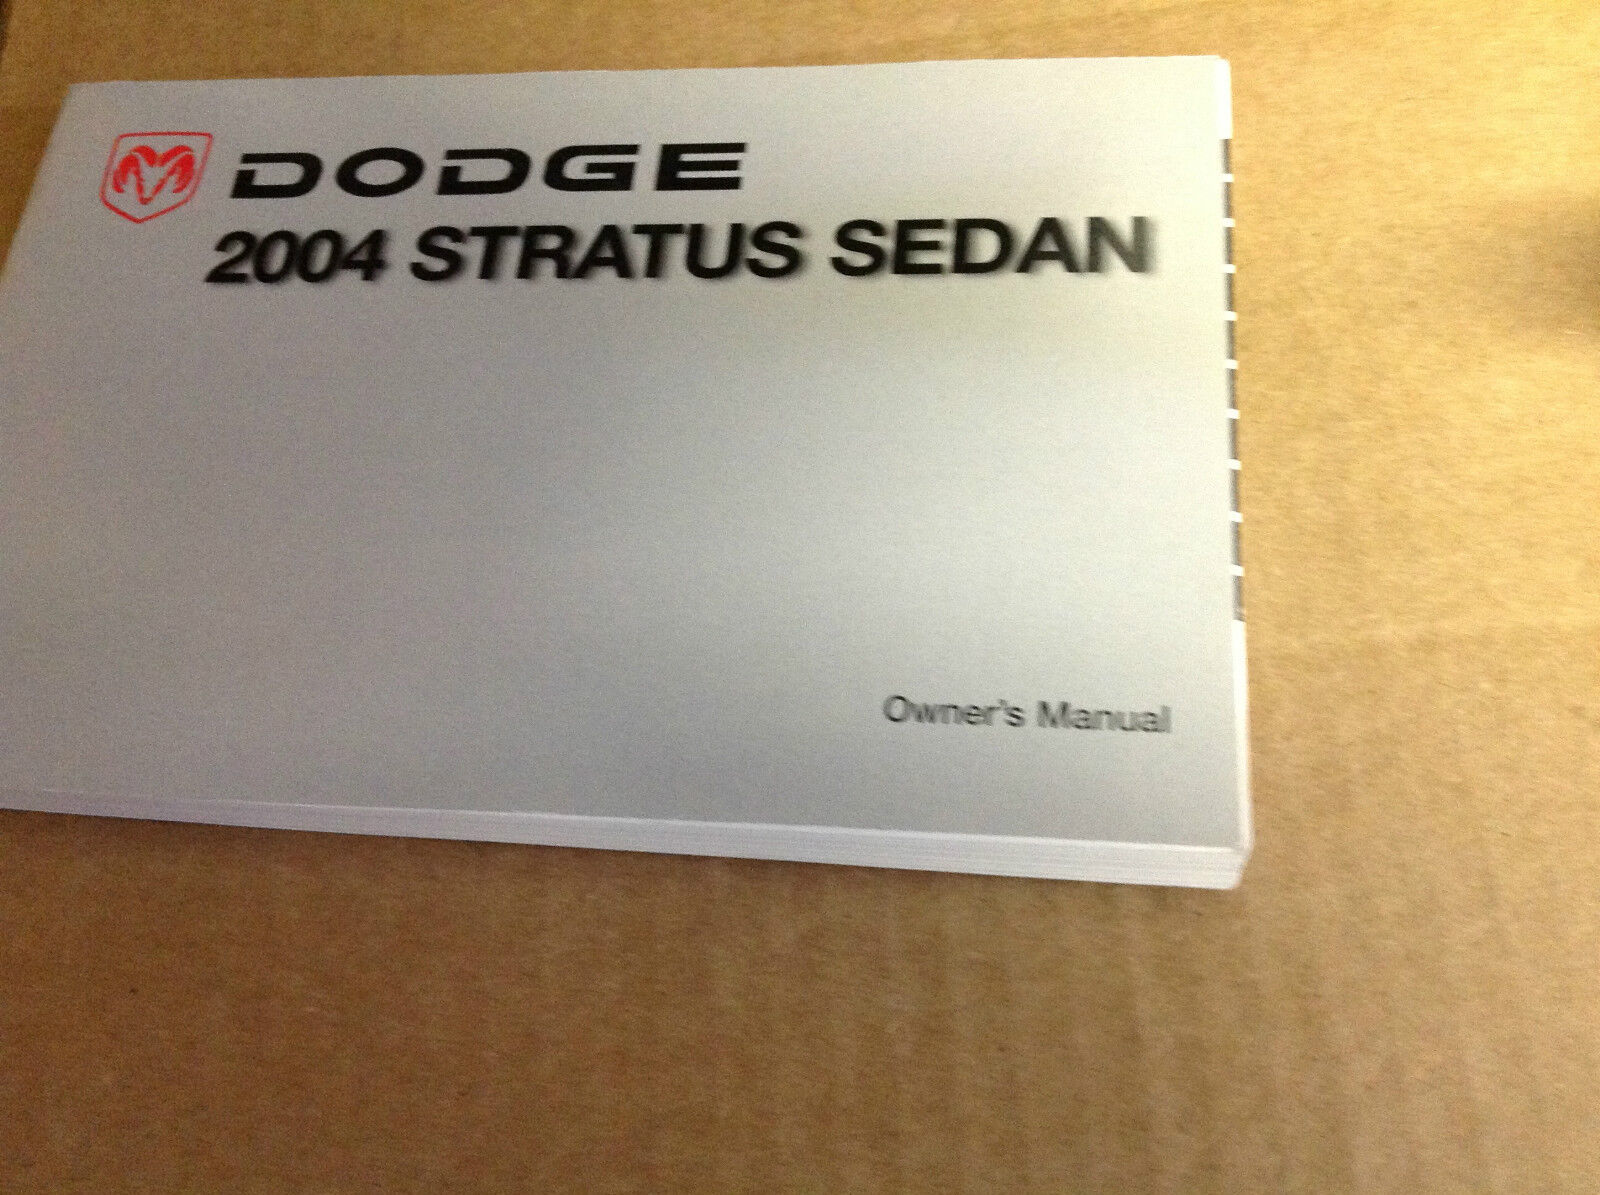 DODGE
2004 STRATUS SEDAN
Owner's Manual